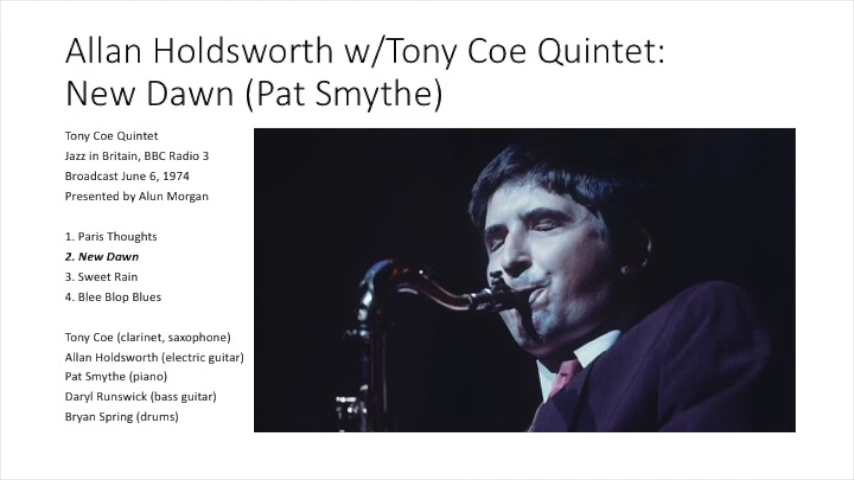 Allan Holdsworth w/Tony Coe Quintet:
New Dawn (Pat Smythe)
Tony Coe Quintet
Jazz in Britain, BBC Radio 3
Broadcast June 6, 1974
Presented by Alun Morgan
1. Paris Thoughts
2. New Dawn
3. Sweet Rain
4. Blee Blop Blues
Tony Coe (clarinet, saxophone)
Allan Holdsworth (electric guitar)
Pat Smythe (piano)
Daryl Runswick (bass guitar)
Bryan Spring (drums)